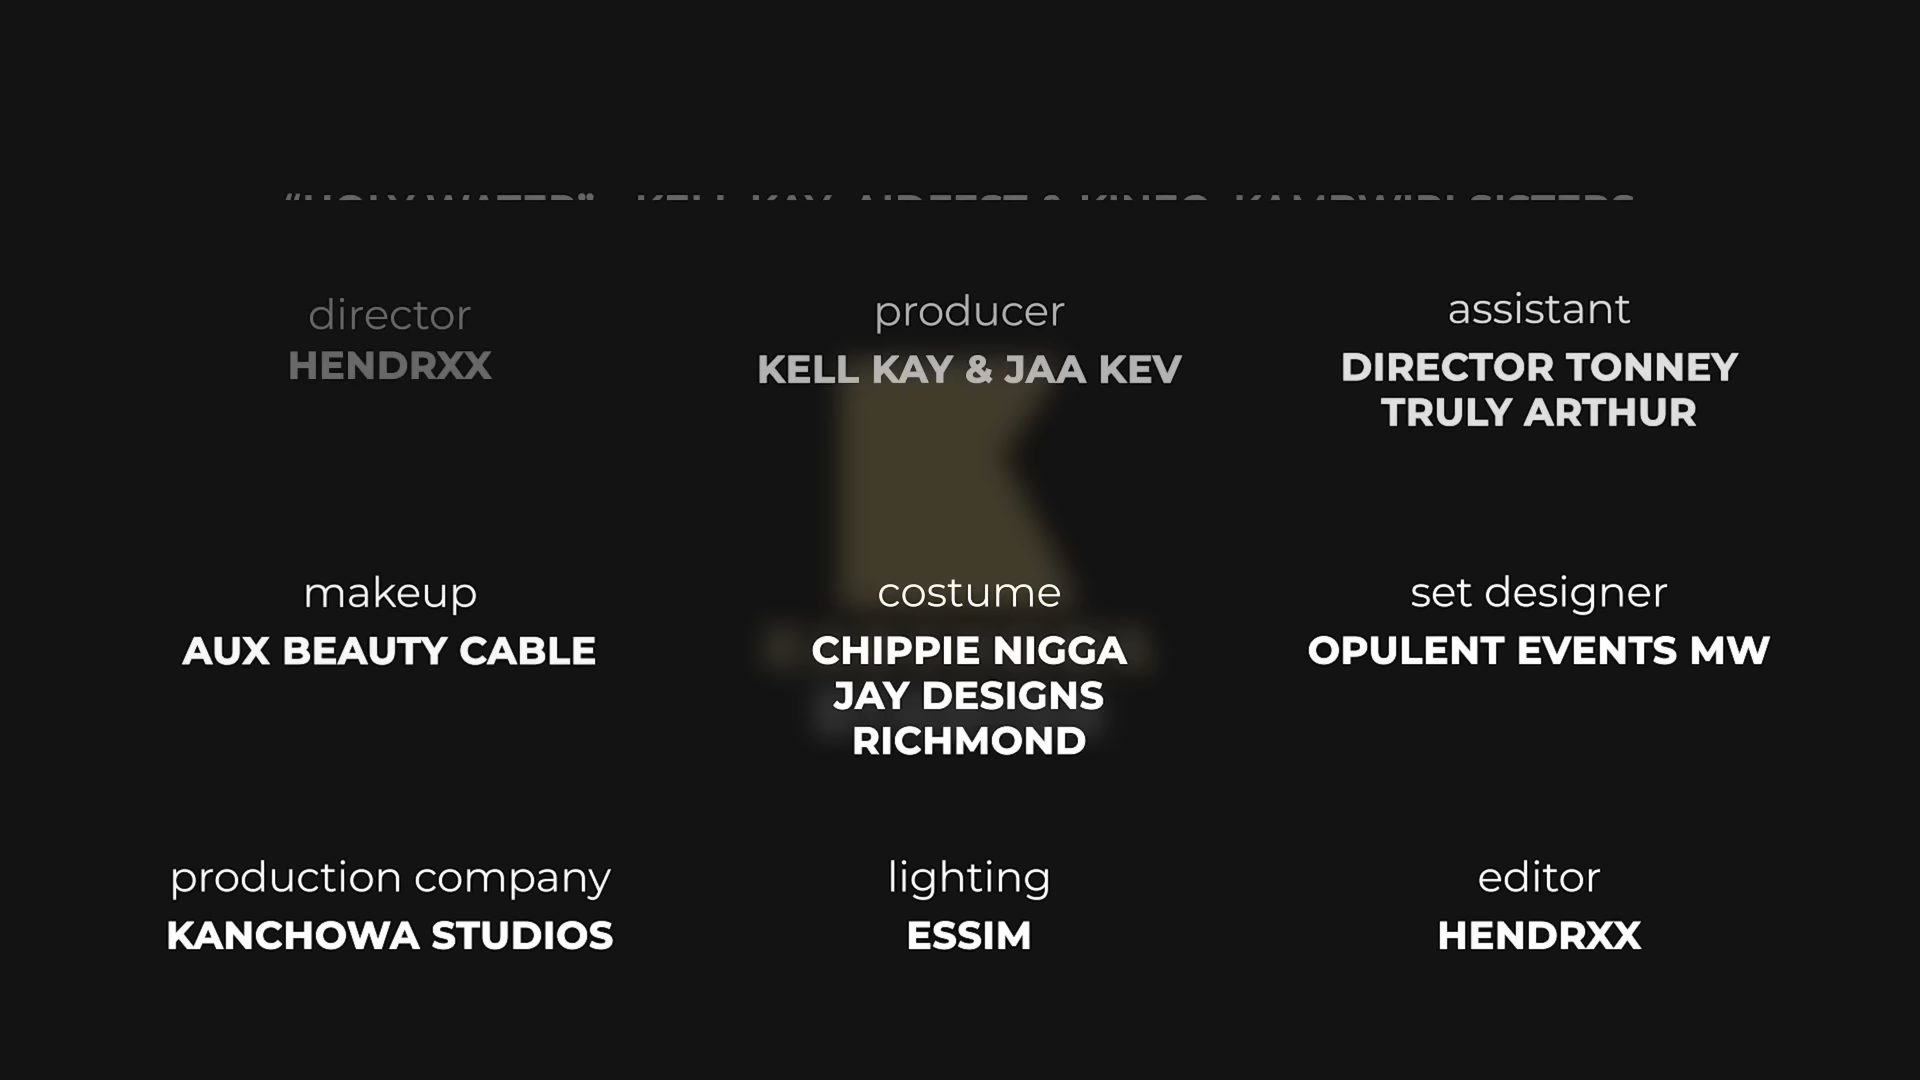 director
HENDRXX
producer
KELL KAY & JAA KEV
assistant
DIRECTOR TONNEY
TRULY ARTHUR
makeup
AUX BEAUTY CABLE
costume
CHIPPIE NIGGA
JAY DESIGNS
RICHMOND
set designer
OPULENT EVENTS MW
production company
KANCHOWA STUDIOS
lighting
ESSIM
editor
HENDRXX